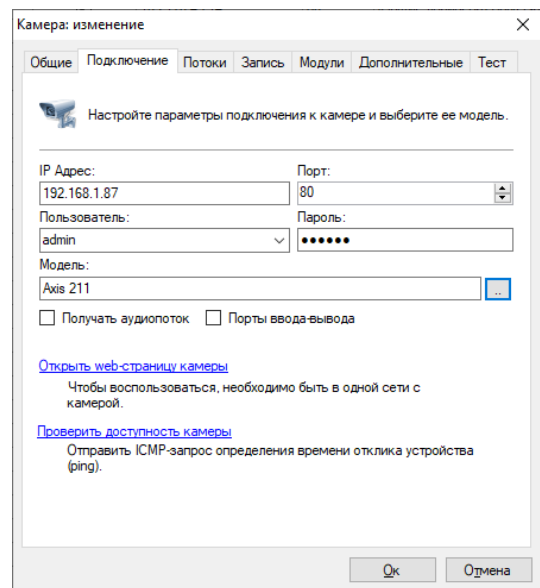 Камера: изменение
Общие Подключение Потоки Запись Модули Дополнительные Тест
Настройте параметры подключения к камере и выберите ее модель.
IP Адрес: Порт:
192.168.1.87 80
Пользователь: Пароль:
admin ●●●●●●
Модель:
Axis 211 ..
Получать аудиопоток Порты ввода-вывода
Открыть web-страницу камеры
Чтобы воспользоваться, необходимо быть в одной сети с
камерой.
Проверить доступность камеры
Отправить ICMP-запрос определения времени отклика устройства
(ping).
Ок Отмена